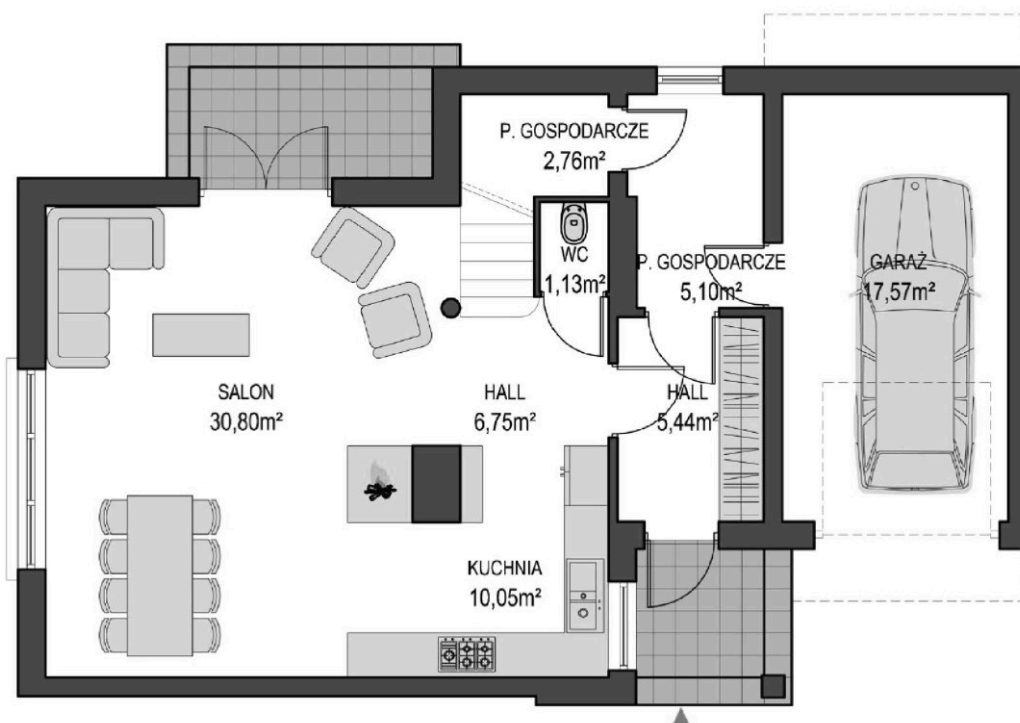 P. GOSPODARCZE
2,76m²
WC
1,13m²
P. GOSPODARCZE
5,10m²
GARAŻ
17,57m²
SALON
30,80m²
HALL
6,75m²
HALL
5,44m²
KUCHNIA
10,05m²